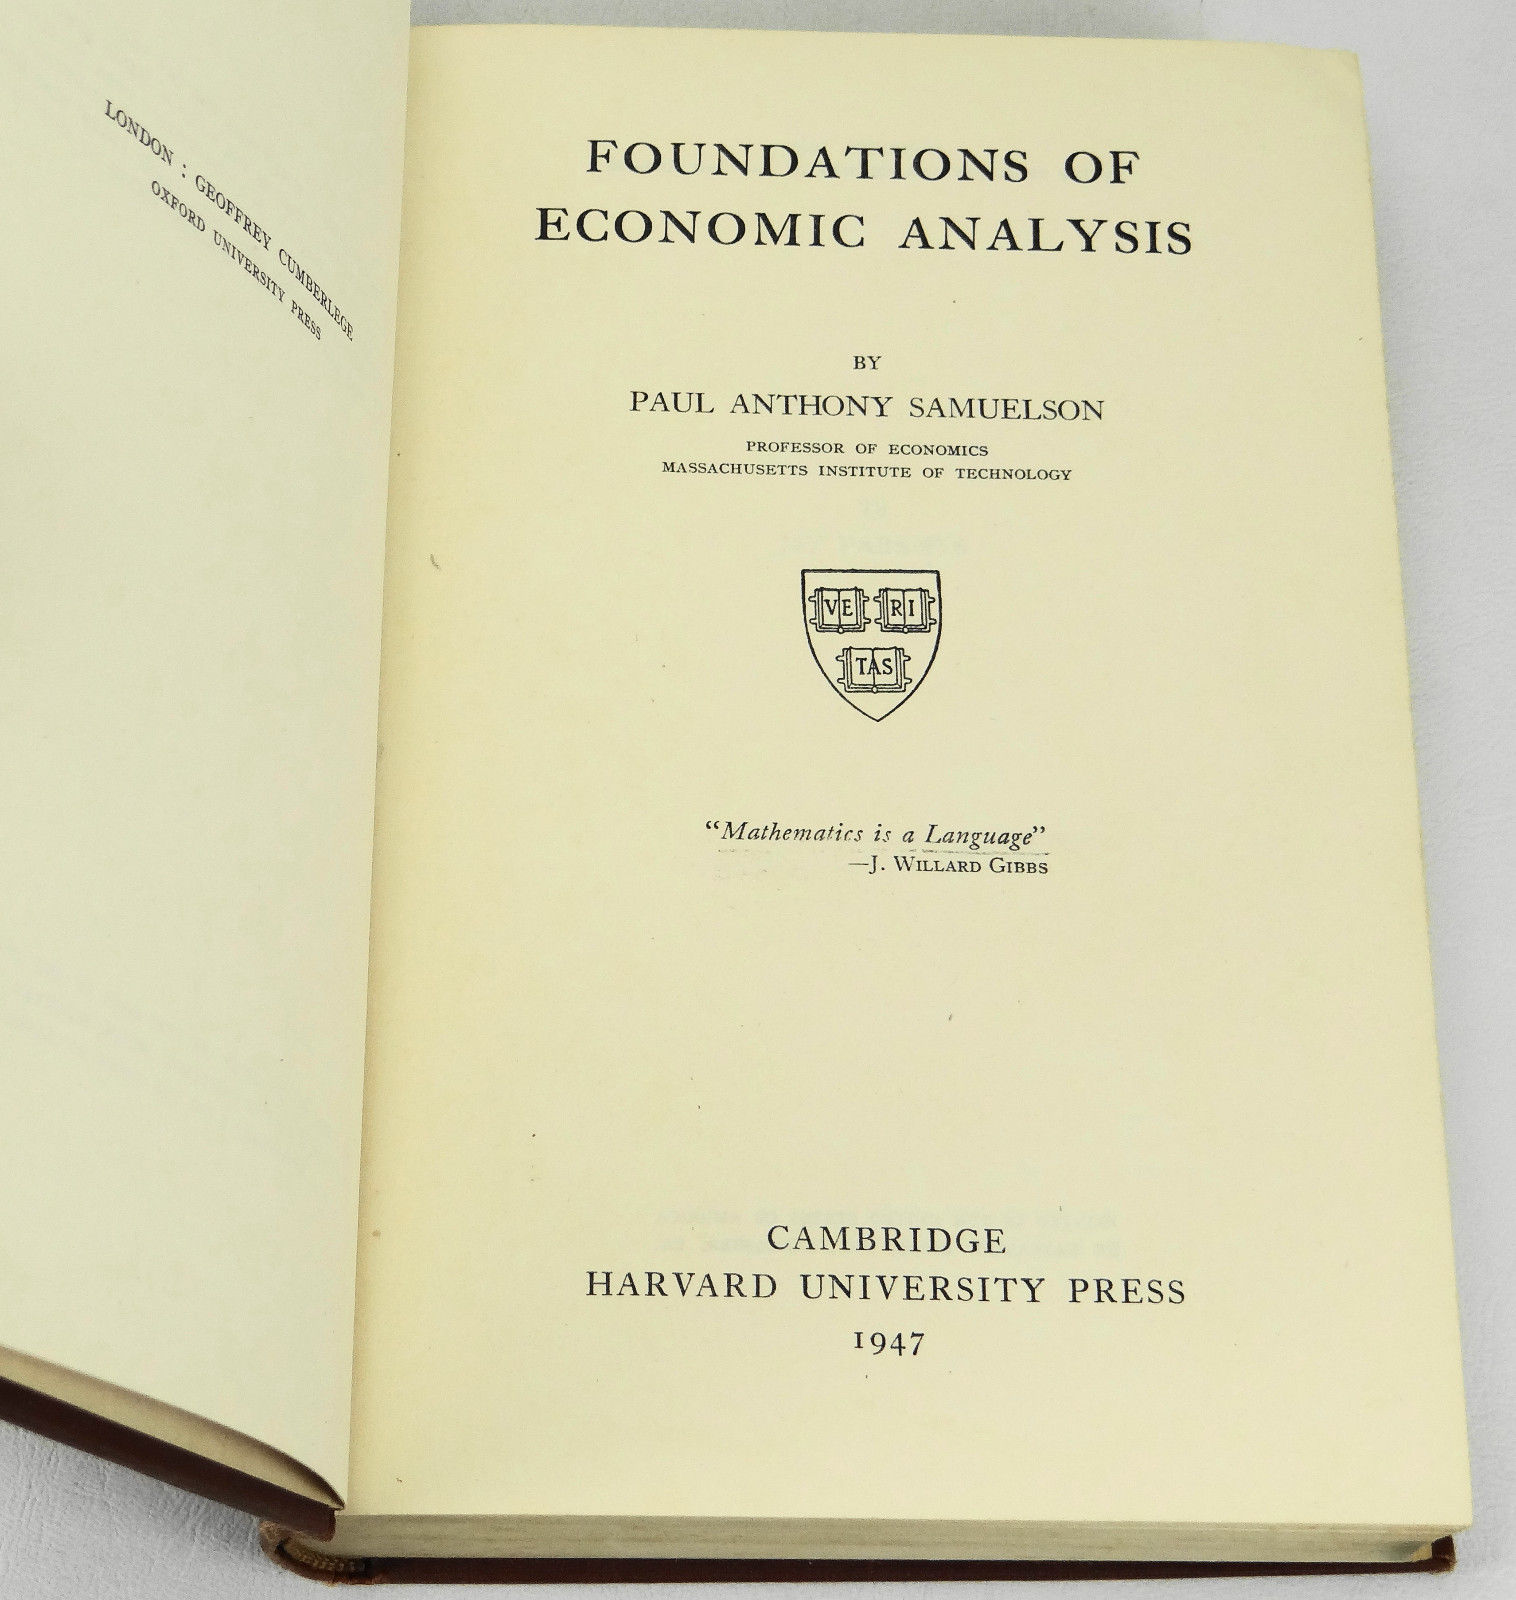 LONDON : GEOFFREY CUMBERLEGE
OXFORD UNIVERSITY PRESS
FOUNDATIONS OF
ECONOMIC ANALYSIS
BY
PAUL ANTHONY SAMUELSON
PROFESSOR OF ECONOMICS
MASSACHUSETTS INSTITUTE OF TECHNOLOGY
VE RI
TAS
“Mathematics is a Language”
—J. WILLARD GIBBS
CAMBRIDGE
HARVARD UNIVERSITY PRESS
1947